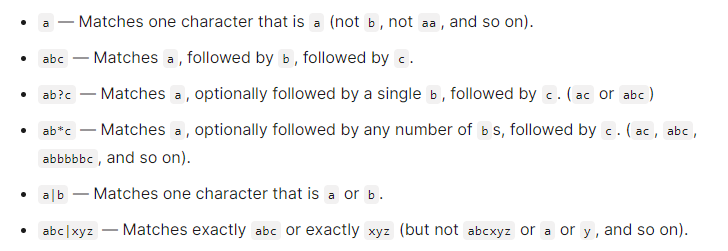 • a — Matches one character that is a (not b, not aa, and so on).
• abc — Matches a, followed by b, followed by c.
• ab?c — Matches a, optionally followed by a single b, followed by c. (ac or abc)
• ab*c — Matches a, optionally followed by any number of bs, followed by c. (ac, abc,
abbbbbc, and so on).
• a|b — Matches one character that is a or b.
• abc|xyz — Matches exactly abc or exactly xyz (but not abcxyz or a or y, and so on).